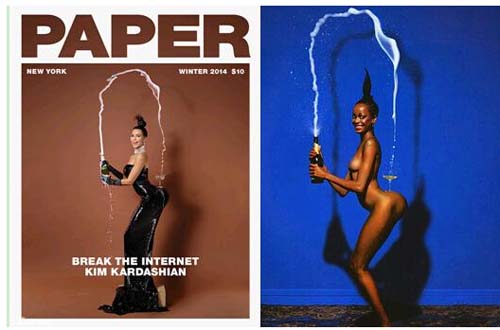 PAPER
NEW YORK WINTER 2014 $10
BREAK THE INTERNET
KIM KARDASHIAN